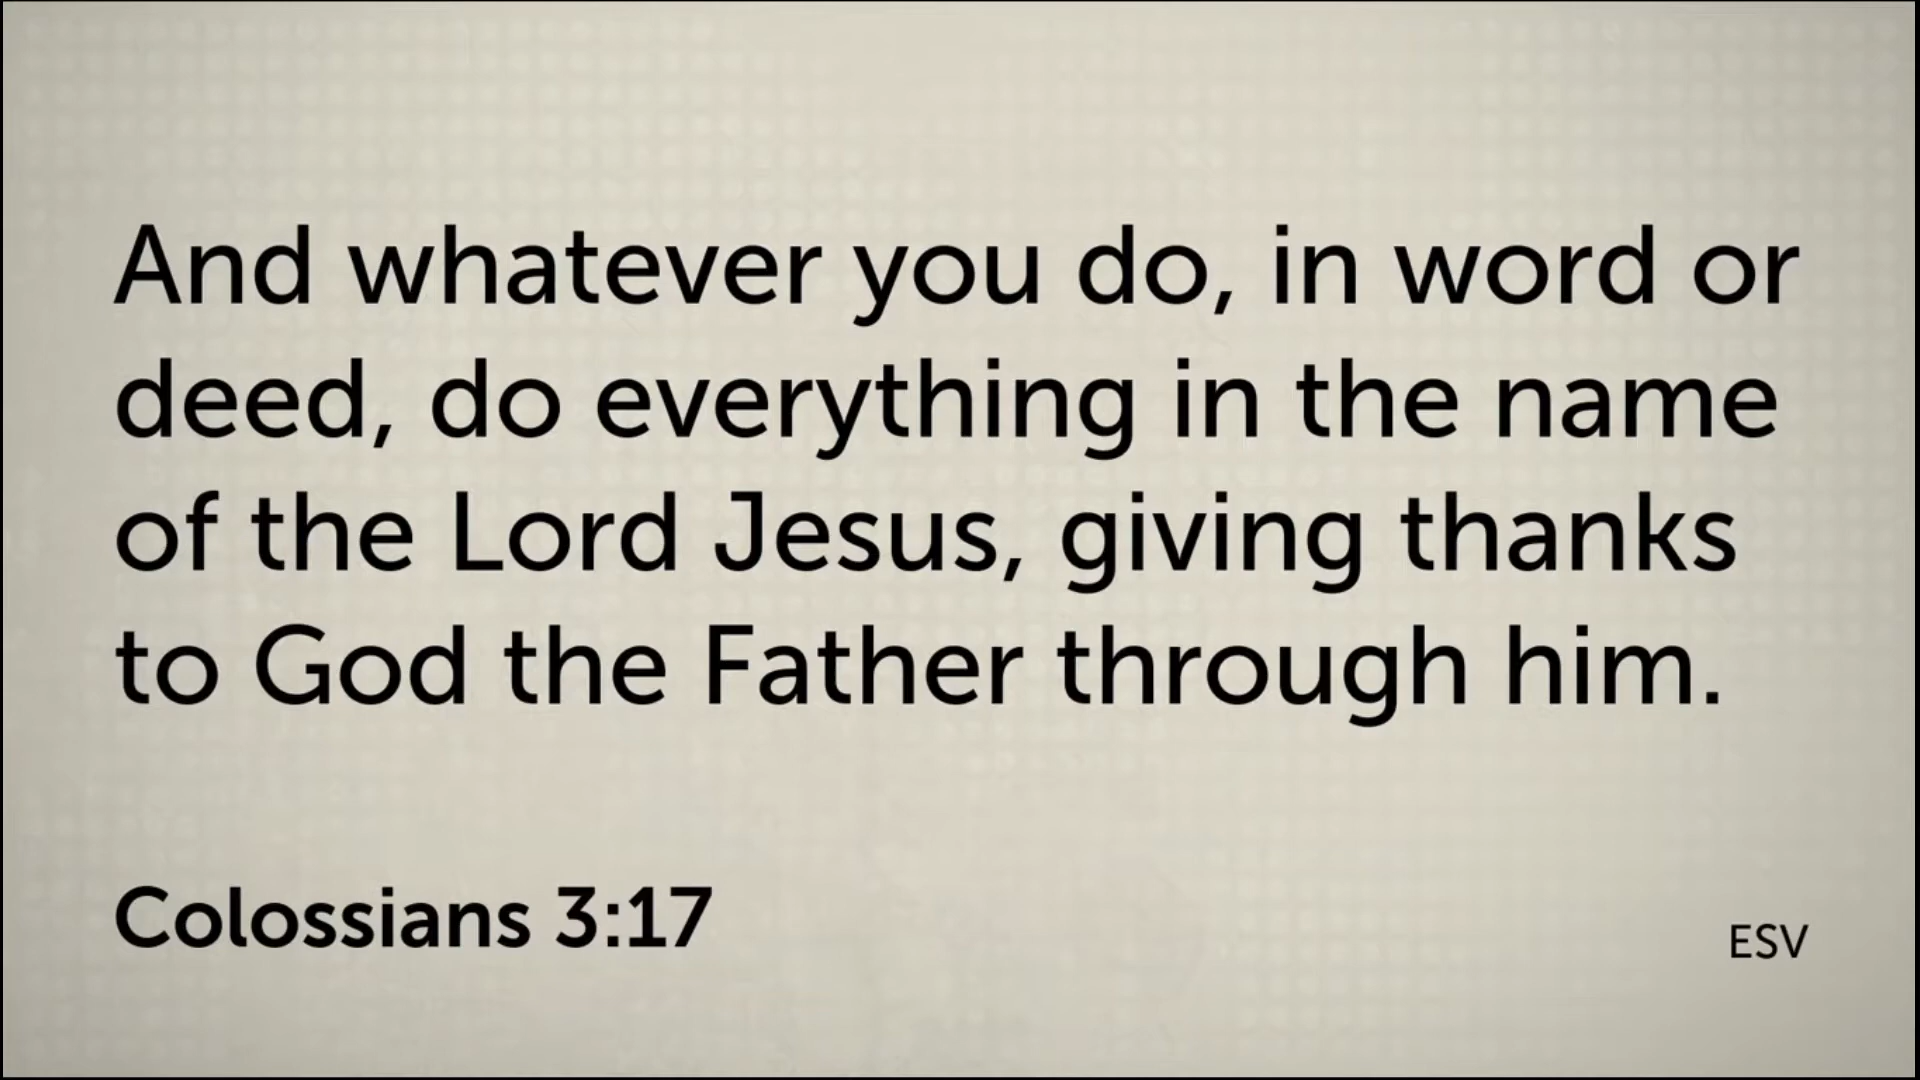 And whatever you do, in word or
deed, do everything in the name
of the Lord Jesus, giving thanks
to God the Father through him.
Colossians 3:17
ESV